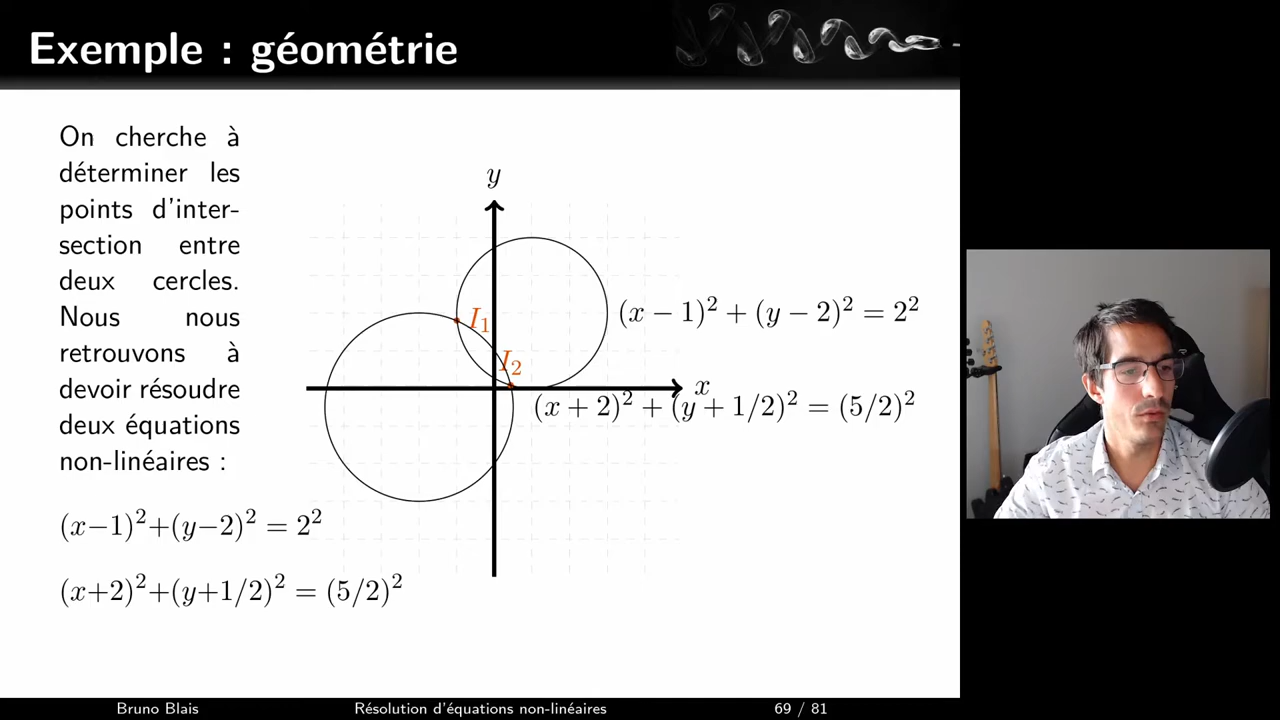 Exemple : géométrie
On cherche à
déterminer les
points d'inter-
section entre
deux cercles.
Nous nous
retrouvons à
devoir résoudre
deux équations
non-linéaires :
(x−1)²+(y−2)² = 2²
(x+2)²+(y+1/2)² = (5/2)²
y
(x − 1)² + (y − 2)² = 2²
I₁
I₂
x
(x + 2)² + (y + 1/2)² = (5/2)²
Bruno Blais Résolution d'équations non-linéaires 69 / 81